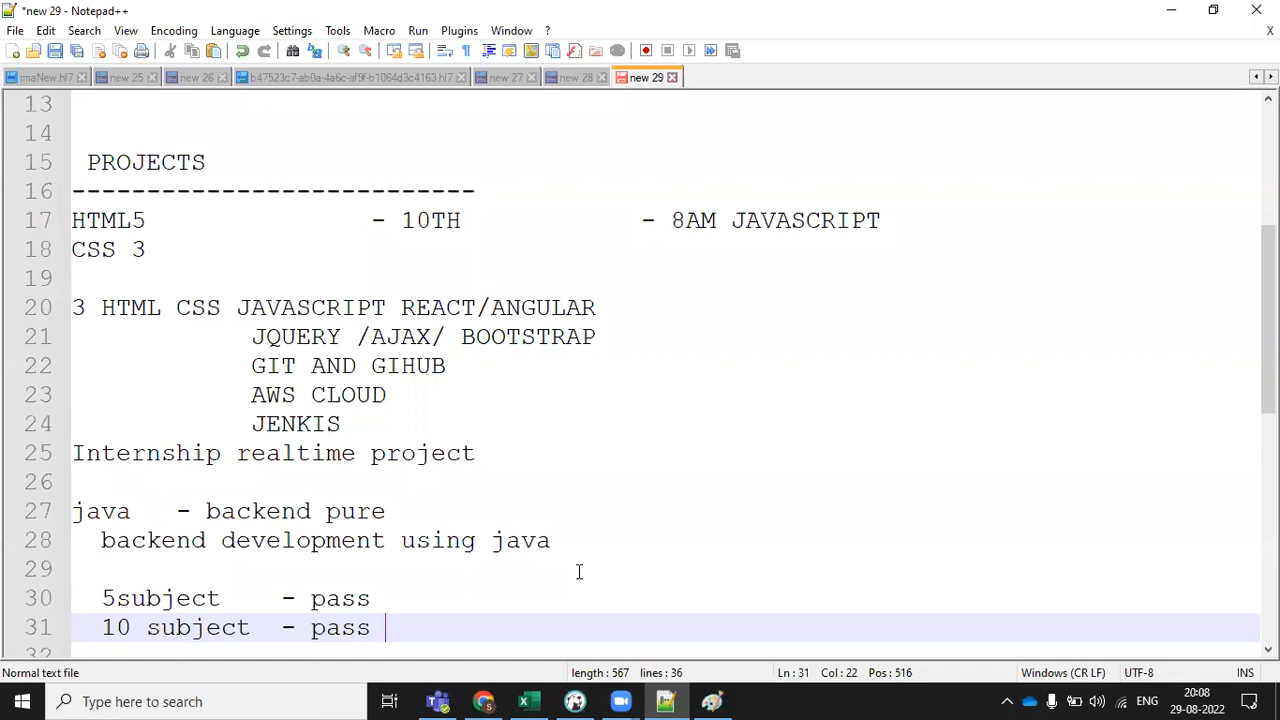 *new 29 - Notepad++
File Edit Search View Encoding Language Settings Tools Macro Run Plugins Window ? X
maNew.hl7 new 25 new 26 new 27 new 28 new 29
13
14
15 PROJECTS
16 ---------------------------
17 HTML5 - 10TH - 8AM JAVASCRIPT
18 CSS 3
19
20 3 HTML CSS JAVASCRIPT REACT/ANGULAR
21 JQUERY /AJAX/ BOOTSTRAP
22 GIT AND GIHUB
23 AWS CLOUD
24 JENKIS
25 Internship realtime project
26
27 java - backend pure
28 backend development using java
29
30 5subject - pass
31 10 subject - pass
32
Normal text file length : 567 lines : 36 Ln : 31 Col : 22 Pos : 516 Windows (CR LF) UTF-8 INS
Type here to search ENG 20:08
29-08-2022